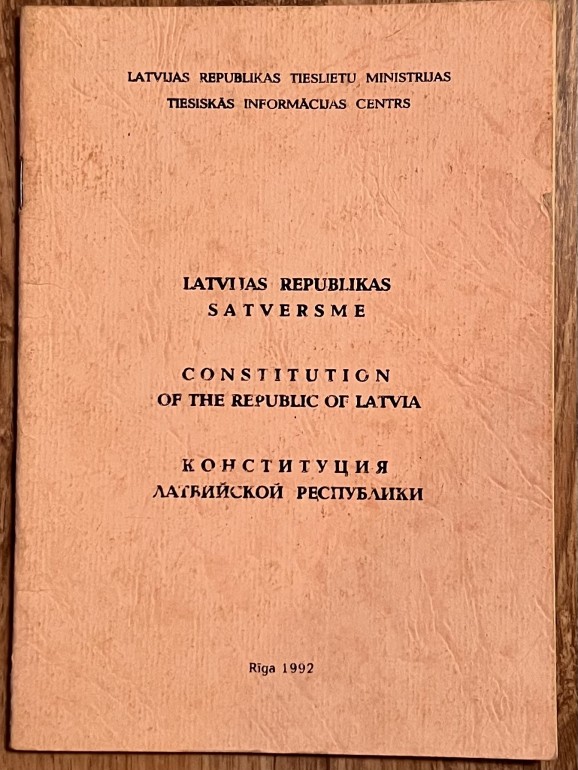 LATVIJAS REPUBLIKAS TIESLIETU MINISTRIJAS
TIESISKĀS INFORMĀCIJAS CENTRS
LATVIJAS REPUBLIKAS
SATVERSME
CONSTITUTION
OF THE REPUBLIC OF LATVIA
КОНСТИТУЦИЯ
ЛАТВИЙСКОЙ РЕСПУБЛИКИ
Rīga 1992